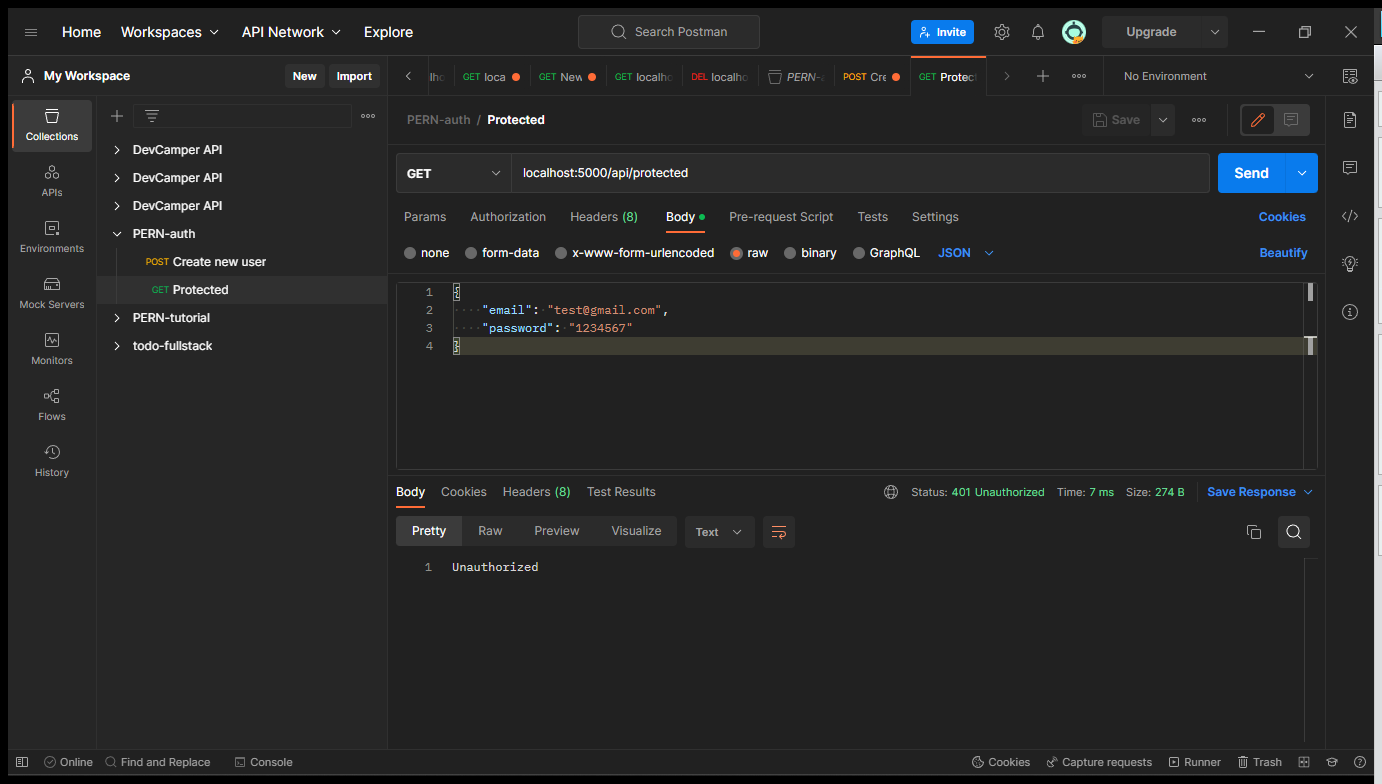 Home Workspaces API Network Explore Search Postman Invite Upgrade
My Workspace New Import
GET loca GET New GET localho DEL localho PERN-a POST Cre GET Protec No Environment
Collections
APIs
Environments
Mock Servers
Monitors
Flows
History
DevCamper API
DevCamper API
DevCamper API
PERN-auth
POST Create new user
GET Protected
PERN-tutorial
todo-fullstack
PERN-auth / Protected Save
GET localhost:5000/api/protected Send
Params Authorization Headers (8) Body Pre-request Script Tests Settings Cookies
none form-data x-www-form-urlencoded raw binary GraphQL JSON Beautify
1 {
2 "email": "test@gmail.com",
3 "password": "1234567"
4 }
Body Cookies Headers (8) Test Results Status: 401 Unauthorized Time: 7 ms Size: 274 B Save Response
Pretty Raw Preview Visualize Text
1 Unauthorized
Online Find and Replace Console Cookies Capture requests Runner Trash